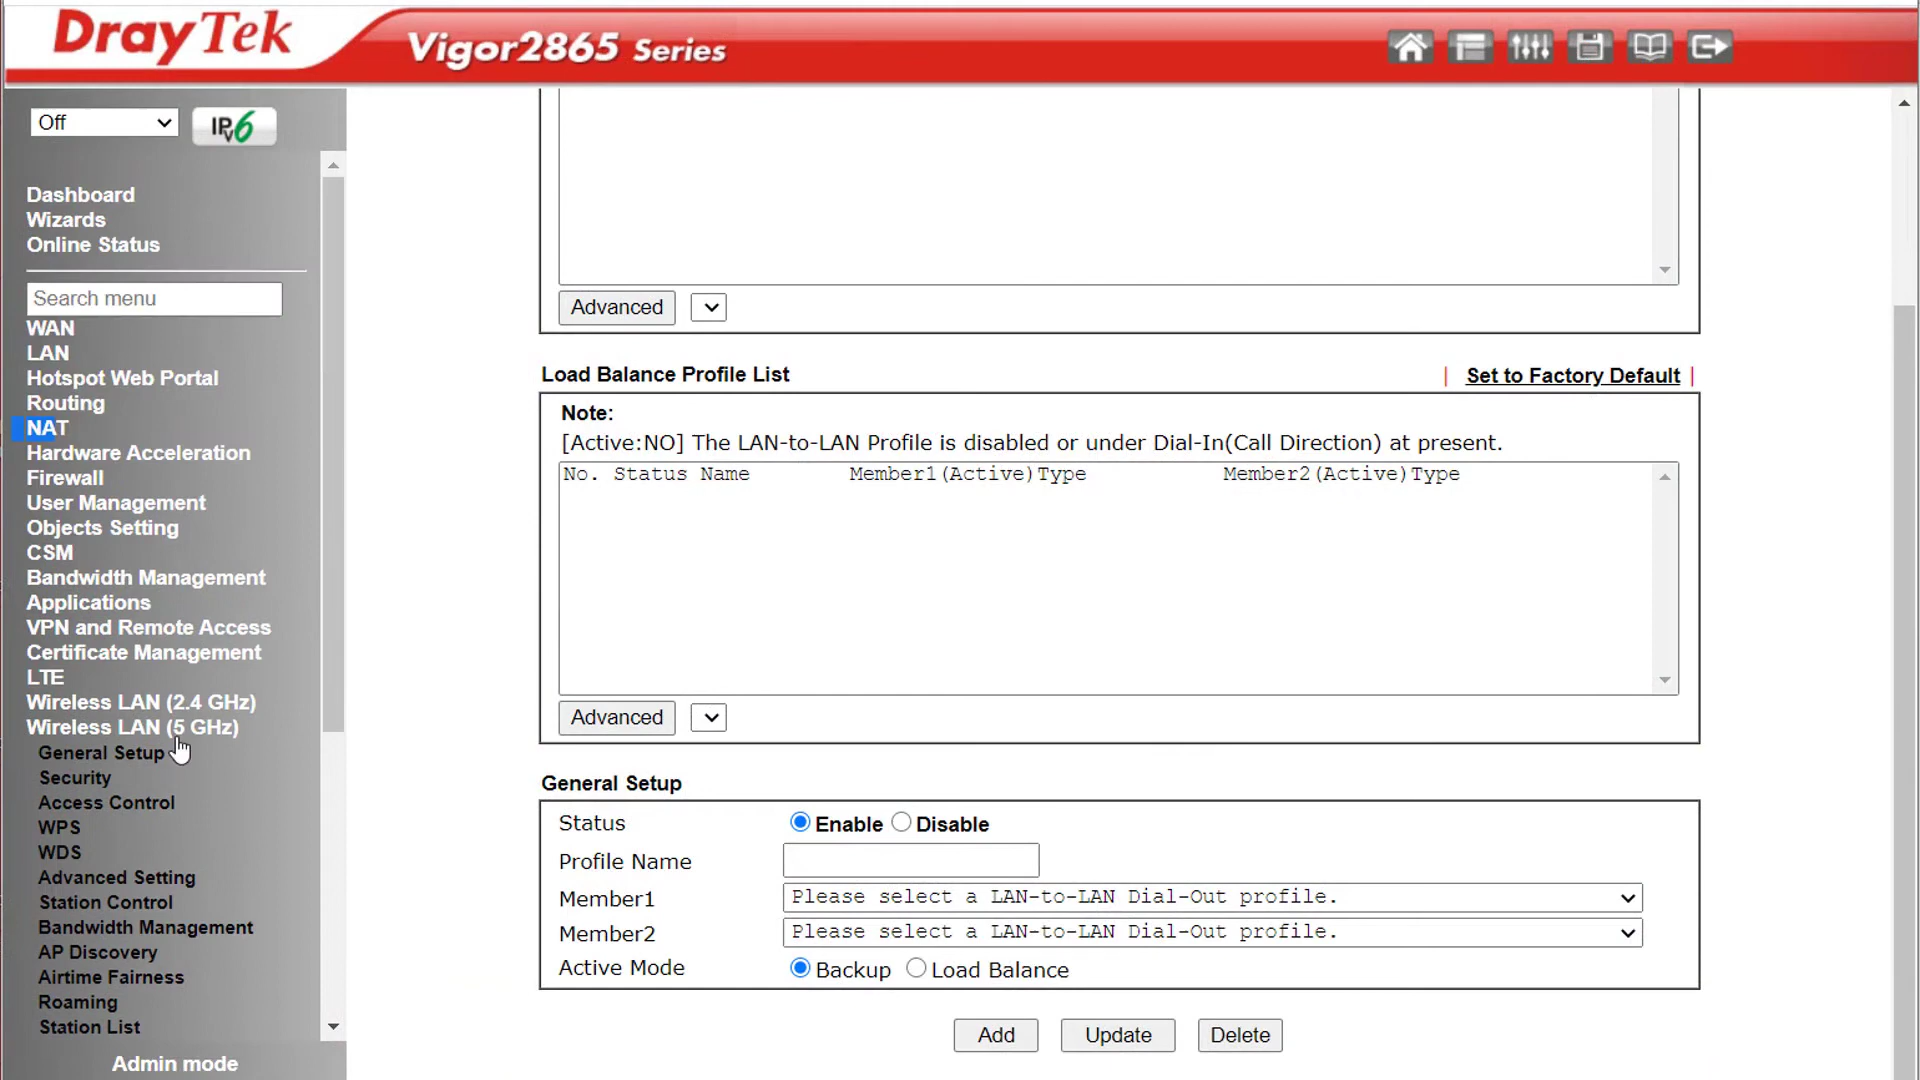 DrayTek
Vigor2865 Series
Off
IPv6
Dashboard
Wizards
Online Status
Search menu
WAN
LAN
Hotspot Web Portal
Routing
NAT
Hardware Acceleration
Firewall
User Management
Objects Setting
CSM
Bandwidth Management
Applications
VPN and Remote Access
Certificate Management
LTE
Wireless LAN (2.4 GHz)
Wireless LAN (5 GHz)
General Setup
Security
Access Control
WPS
WDS
Advanced Setting
Station Control
Bandwidth Management
AP Discovery
Airtime Fairness
Roaming
Station List
Admin mode
Advanced
Load Balance Profile List | Set to Factory Default |
Note:
[Active:NO] The LAN-to-LAN Profile is disabled or under Dial-In(Call Direction) at present.
No. Status Name Member1(Active)Type Member2(Active)Type
Advanced
General Setup
Status Enable Disable
Profile Name
Member1 Please select a LAN-to-LAN Dial-Out profile.
Member2 Please select a LAN-to-LAN Dial-Out profile.
Active Mode Backup Load Balance
Add Update Delete